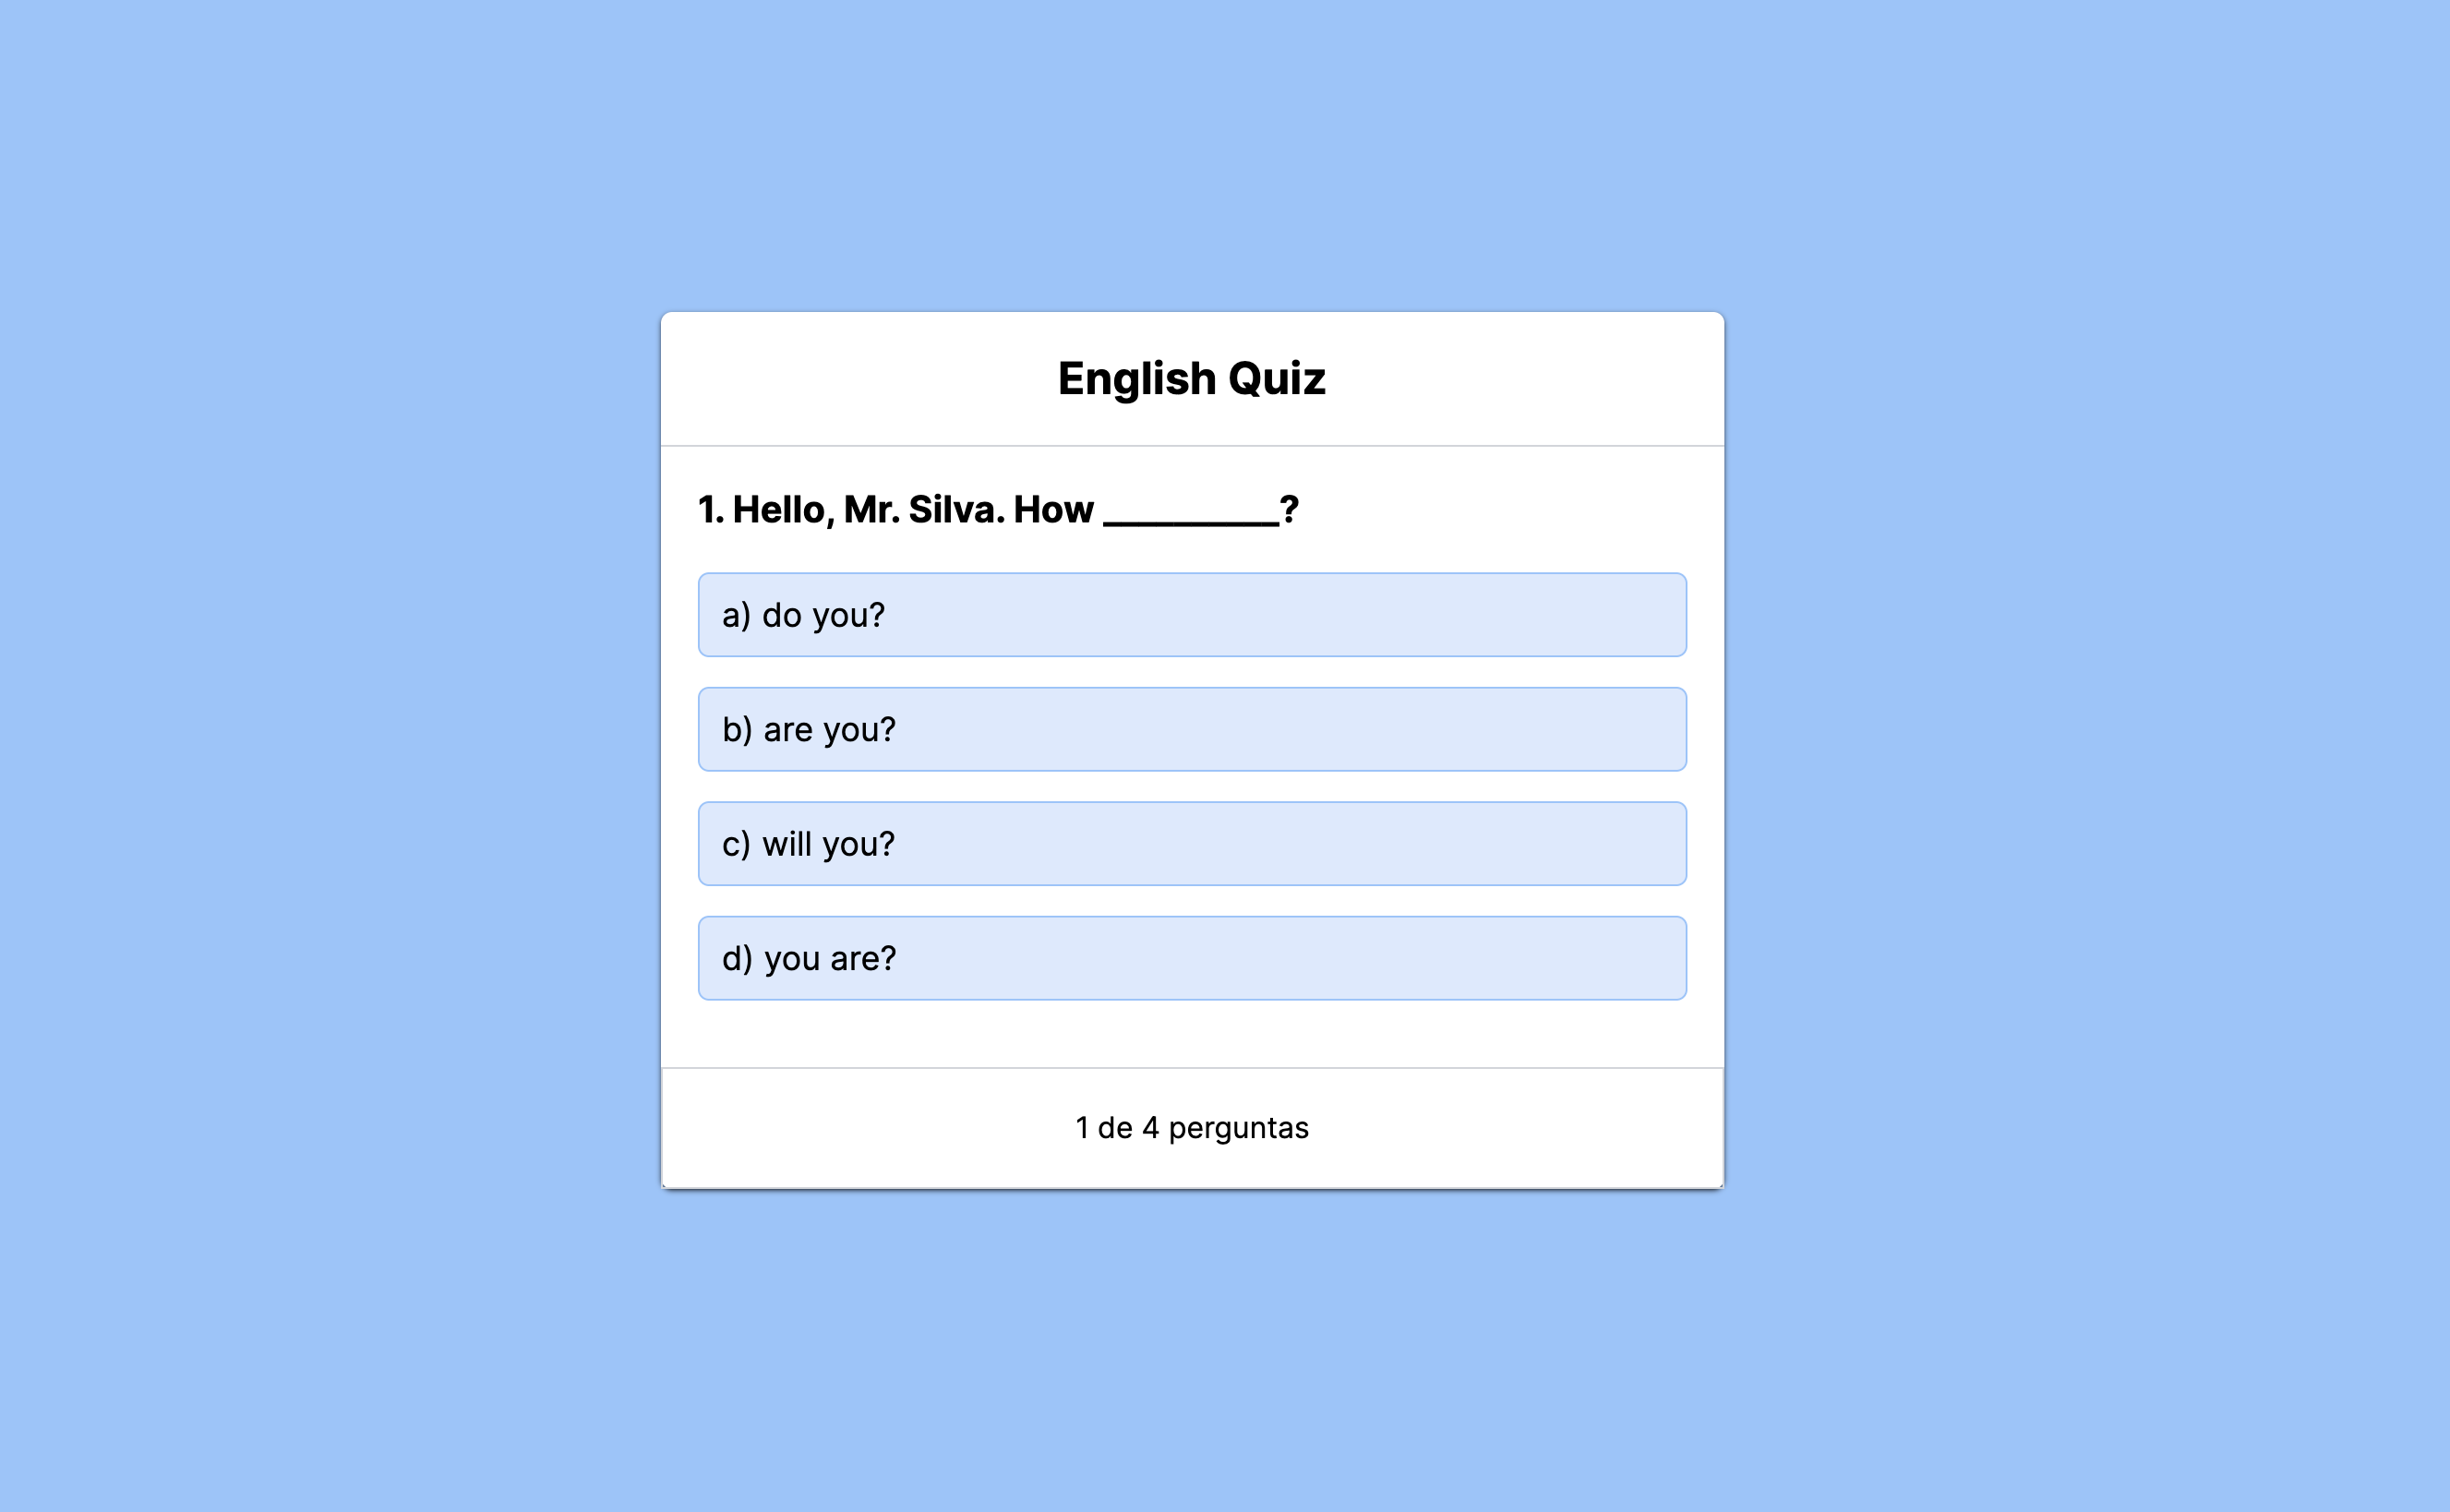 English Quiz
1. Hello, Mr. Silva. How __________?
a) do you?
b) are you?
c) will you?
d) you are?
1 de 4 perguntas